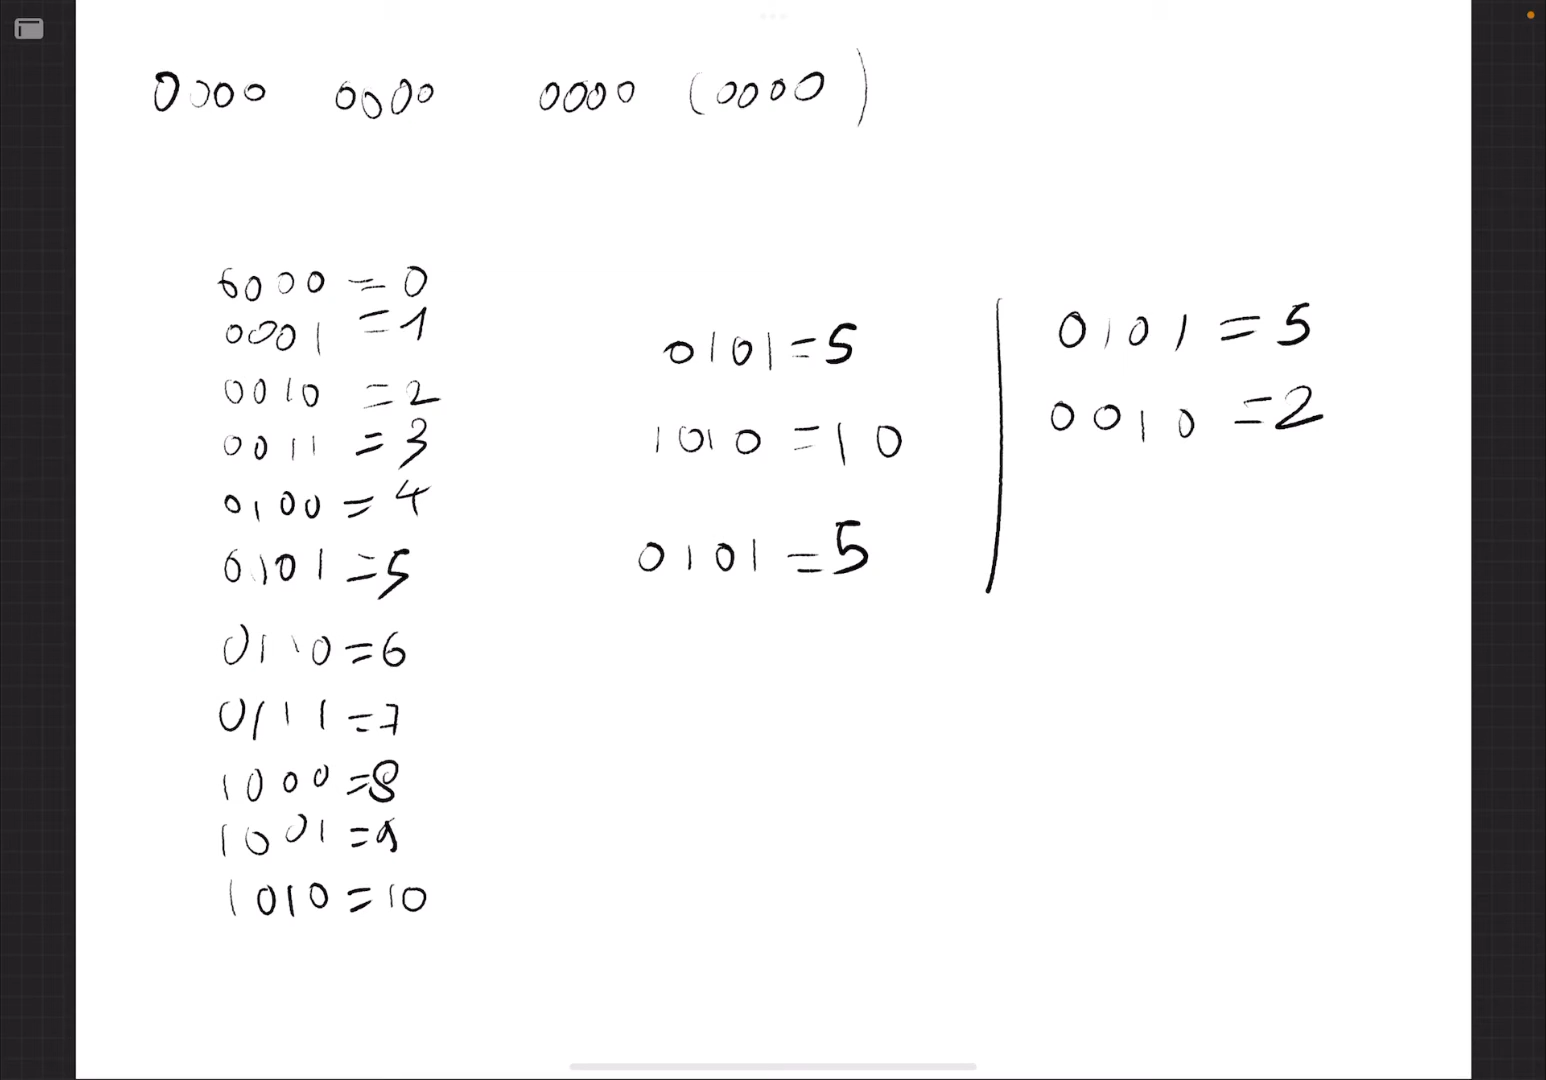 0000 0000 0000 (0000)
0000 = 0
0001 = 1
0010 = 2
0011 = 3
0100 = 4
0101 = 5
0110 = 6
0111 = 7
1000 = 8
1001 = 9
1010 = 10
0101 = 5
1010 = 10
0101 = 5
0101 = 5
0010 = 2